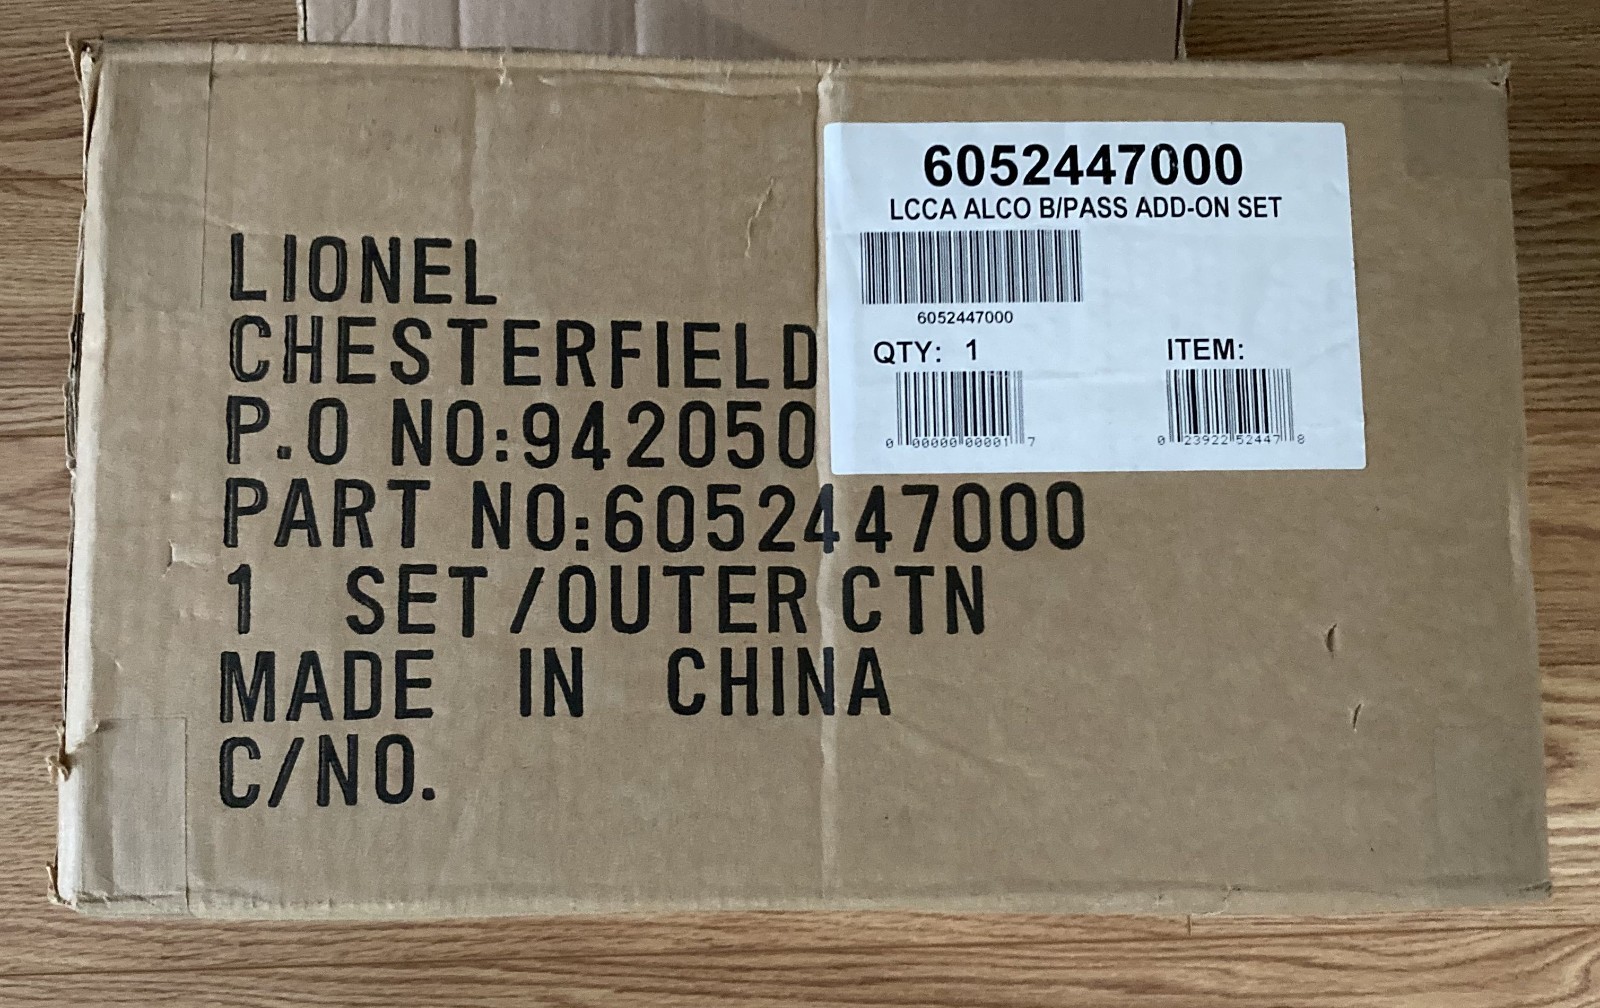 6052447000
LCCA ALCO B/PASS ADD-ON SET
6052447000
QTY: 1 ITEM:
0 00000 00001 7 0 23922 52447 8
LIONEL
CHESTERFIELD
P.O NO:942050
PART NO:6052447000
1 SET/OUTER CTN
MADE IN CHINA
C/NO.